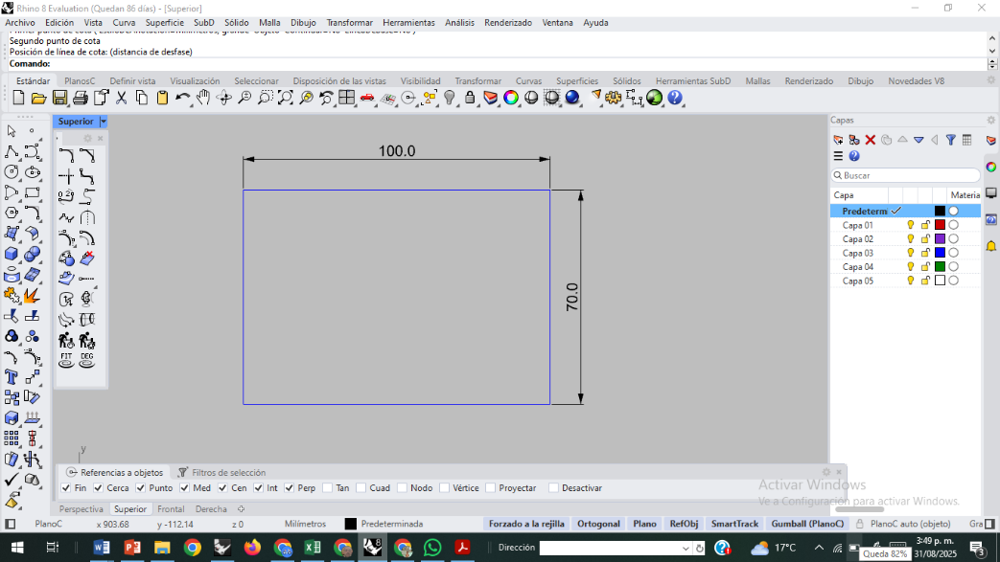 Rhino 8 Evaluation (Quedan 86 días) - [Superior]
Archivo Edición Vista Curva Superficie SubD Sólido Malla Dibujo Transformar Herramientas Análisis Renderizado Ventana Ayuda
Segundo punto de cota
Posición de línea de cota: (distancia de desfase)
Comando:
Estándar PlanosC Definir vista Visualización Seleccionar Disposición de las vistas Visibilidad Transformar Curvas Superficies Sólidos Herramientas SubD Mallas Renderizado Dibujo Novedades V8
Superior
Capas
Buscar
Capa Materia
Predeterm
Capa 01
Capa 02
Capa 03
Capa 04
Capa 05
100.0
70.0
FIT DEG
y
Referencias a objetos Filtros de selección
Fin Cerca Punto Med Cen Int Perp Tan Cuad Nodo Vértice Proyectar Desactivar
Activar Windows
Ve a Configuración para activar Windows.
Perspectiva Superior Frontal Derecha
PlanoC x 903.68 y -112.14 z 0 Milímetros Predeterminada Forzado a la rejilla Ortogonal Plano RefObj SmartTrack Gumball (PlanoC) PlanoC auto (objeto) Gra
Dirección 17°C 3:49 p. m.
31/08/2025
Queda 82%
3